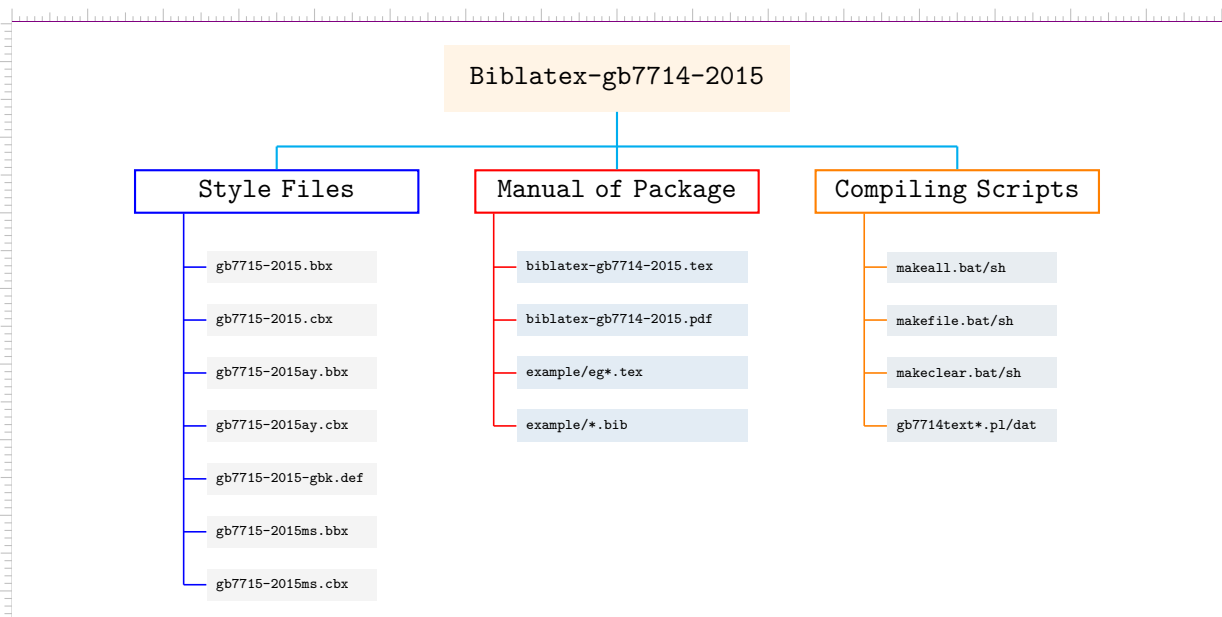 Biblatex-gb7714-2015
Style Files
gb7715-2015.bbx
gb7715-2015.cbx
gb7715-2015ay.bbx
gb7715-2015ay.cbx
gb7715-2015-gbk.def
gb7715-2015ms.bbx
gb7715-2015ms.cbx
Manual of Package
biblatex-gb7714-2015.tex
biblatex-gb7714-2015.pdf
example/eg*.tex
example/*.bib
Compiling Scripts
makeall.bat/sh
makefile.bat/sh
makeclear.bat/sh
gb7714text*.pl/dat